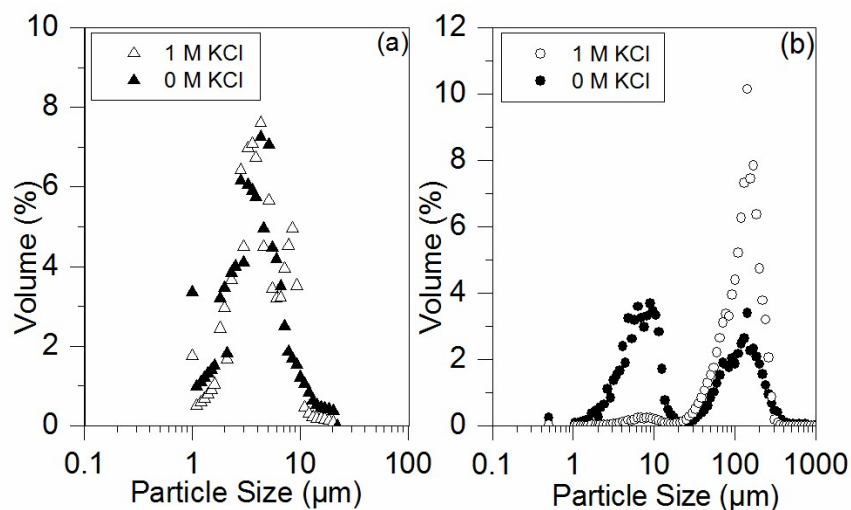 (a)
1 M KCl
0 M KCl
10
8
6
4
2
0
Volume (%)
0.1 1 10 100
Particle Size (µm)
(b)
1 M KCl
0 M KCl
12
10
8
6
4
2
0
Volume (%)
0.1 1 10 100 1000
Particle Size (µm)